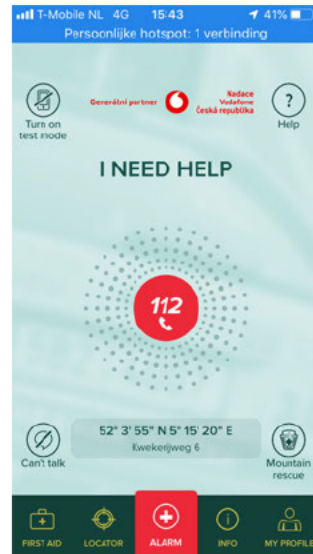 T-Mobile NL 4G 15:43 41%
Persoonlijke hotspot: 1 verbinding
Turn on
test mode
Generální partner
Nadace
Vodafone
Česká republika
?
Help
I NEED HELP
112
52° 3' 55" N 5° 15' 20" E
Kwekerijweg 6
Can't talk
Mountain
rescue
FIRST AID LOCATOR ALARM INFO MY PROFILE